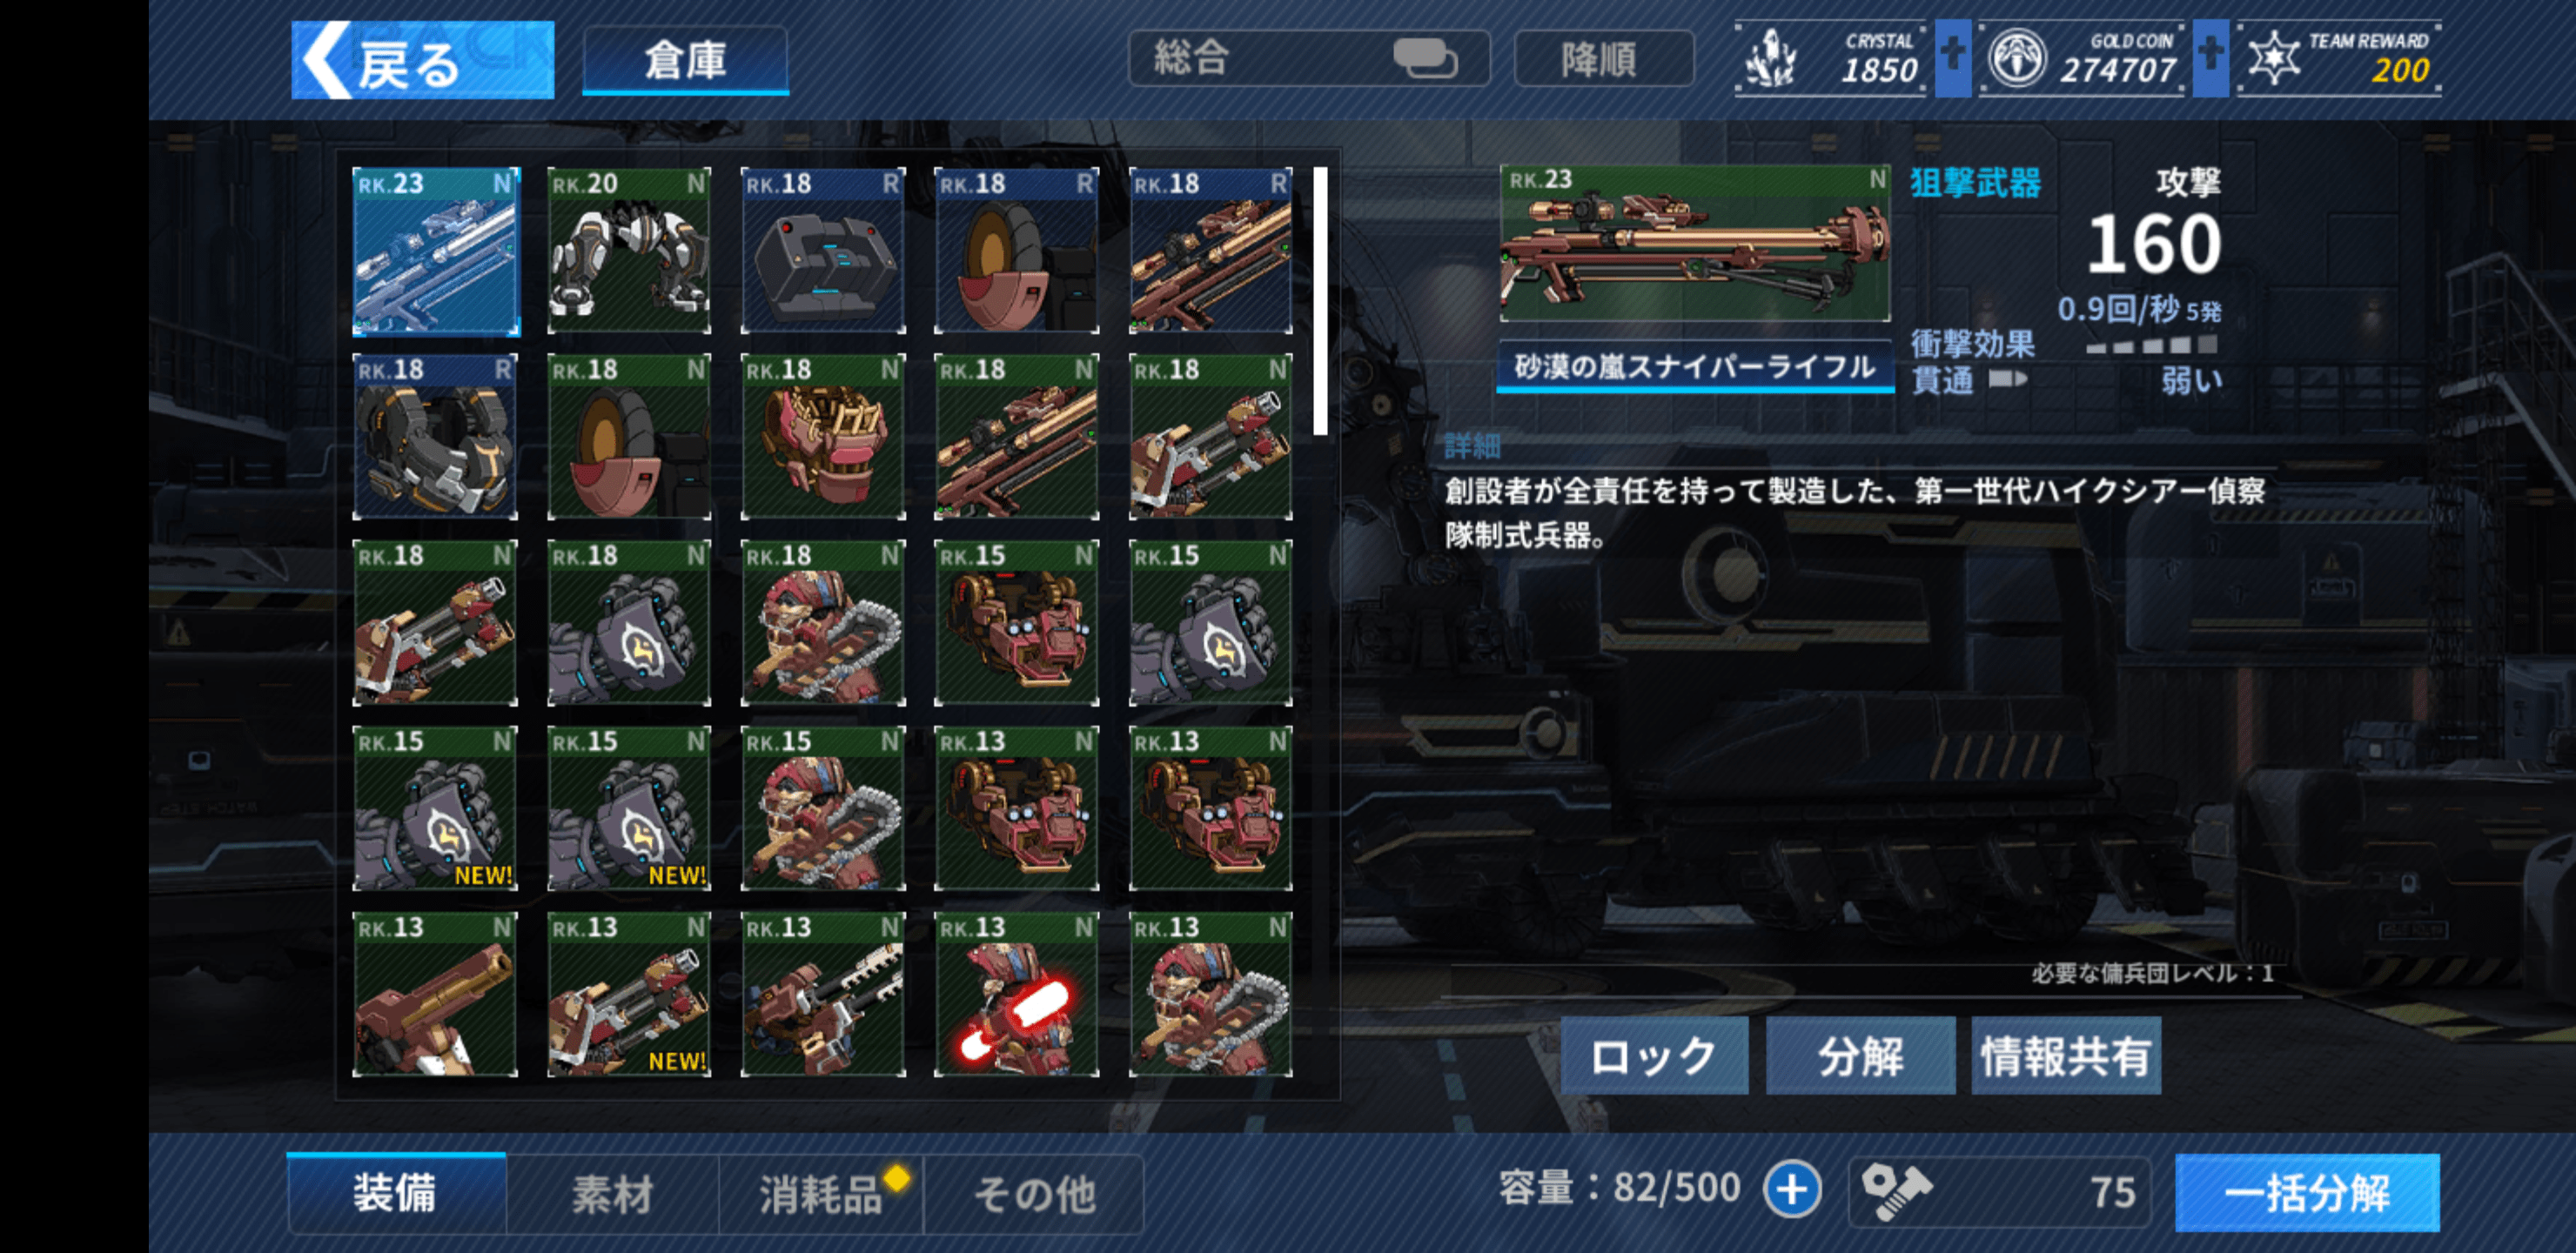 戻る
倉庫
総合
降順
CRYSTAL
1850
GOLD COIN
274707
TEAM REWARD
200
RK.23 N
RK.20 N
RK.18 R
RK.18 R
RK.18 R
RK.18 R
RK.18 N
RK.18 N
RK.18 N
RK.18 N
RK.18 N
RK.18 N
RK.18 N
RK.15 N
RK.15 N
RK.15 N
NEW!
RK.15 N
NEW!
RK.15 N
RK.13 N
RK.13 N
RK.13 N
RK.13 N
NEW!
RK.13 N
RK.13 N
RK.13 N
RK.23 N
砂漠の嵐スナイパーライフル
狙撃武器
攻撃
160
0.9回/秒 5発
衝撃効果
貫通
弱い
詳細
創設者が全責任を持って製造した、第一世代ハイクシアー偵察
隊制式兵器。
必要な傭兵団レベル：1
ロック
分解
情報共有
装備
素材
消耗品
その他
容量：82/500
75
一括分解